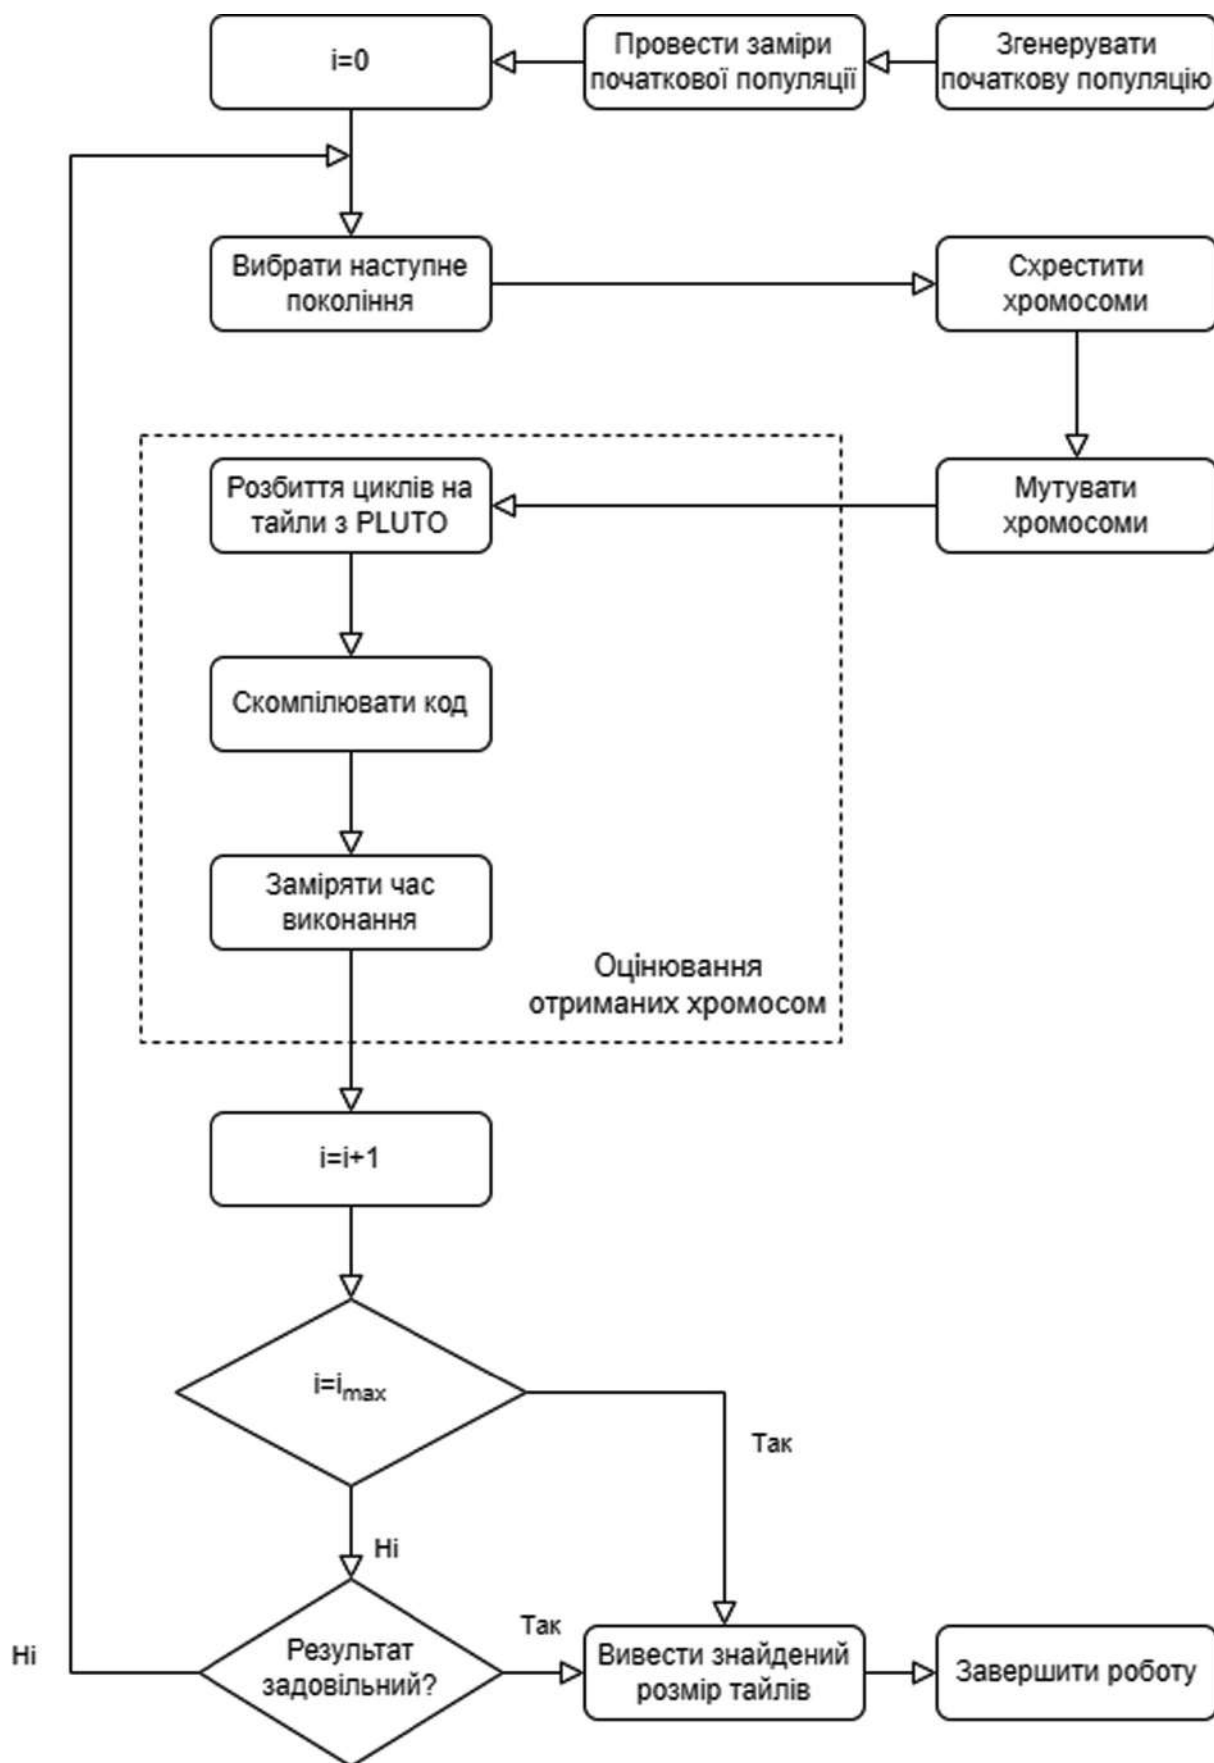 i=0
Провести заміри
початкової популяції
Згенерувати
початкову популяцію
Вибрати наступне
покоління
Схрестити
хромосоми
Розбиття циклів на
тайли з PLUTO
Мутувати
хромосоми
Скомпілювати код
Заміряти час
виконання
Оцінювання
отриманих хромосом
i=i+1
i=imax
Так
Ні
Ні
Результат
задовільний?
Так
Вивести знайдений
розмір тайлів
Завершити роботу